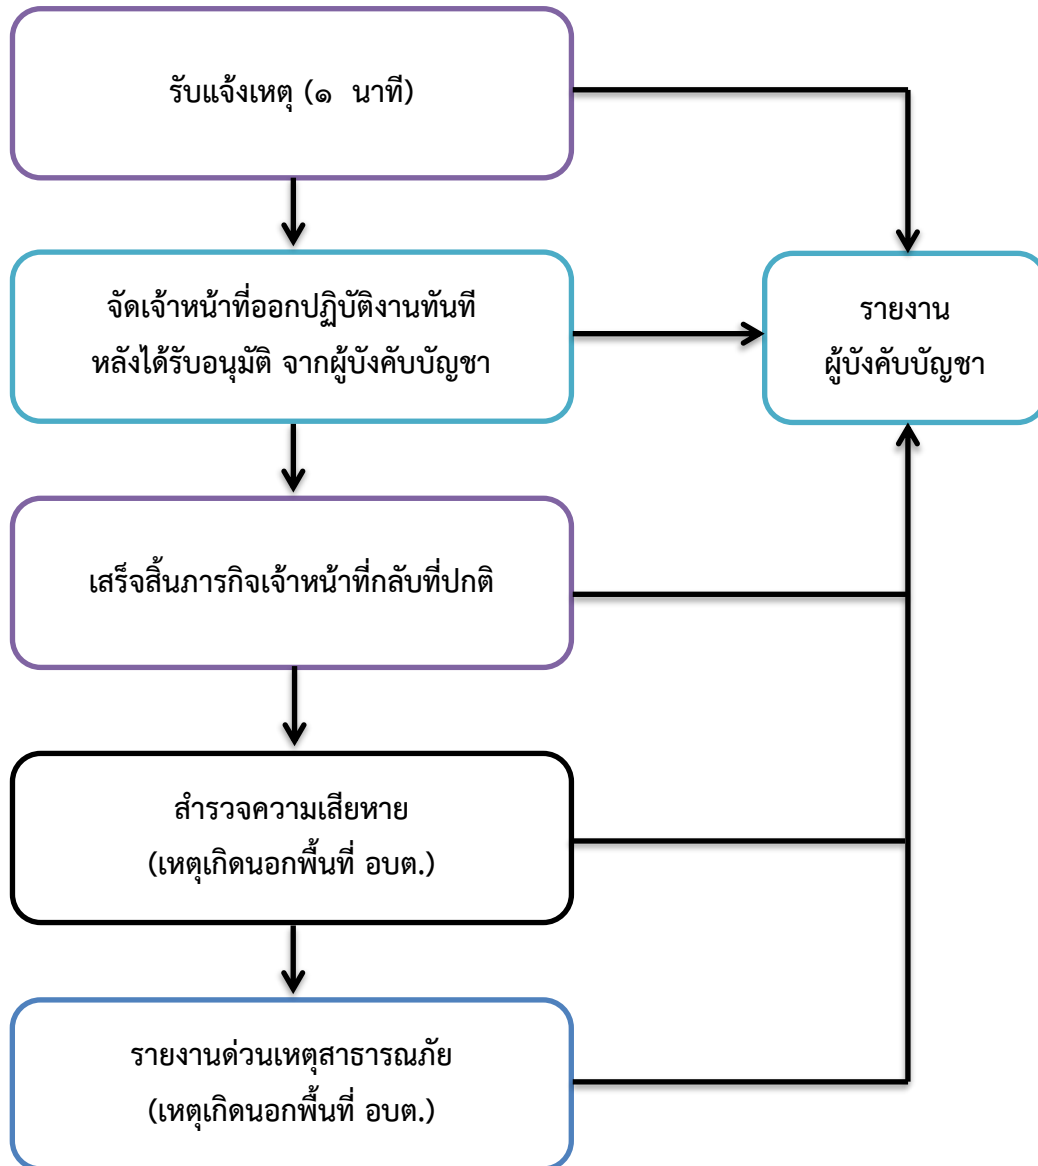 รับแจ้งเหตุ (๑ นาที)
จัดเจ้าหน้าที่ออกปฏิบัติงานทันที
หลังได้รับอนุมัติ จากผู้บังคับบัญชา
รายงาน
ผู้บังคับบัญชา
เสร็จสิ้นภารกิจเจ้าหน้าที่กลับที่ปกติ
สำรวจความเสียหาย
(เหตุเกิดนอกพื้นที่ อบต.)
รายงานด่วนเหตุสาธารณภัย
(เหตุเกิดนอกพื้นที่ อบต.)